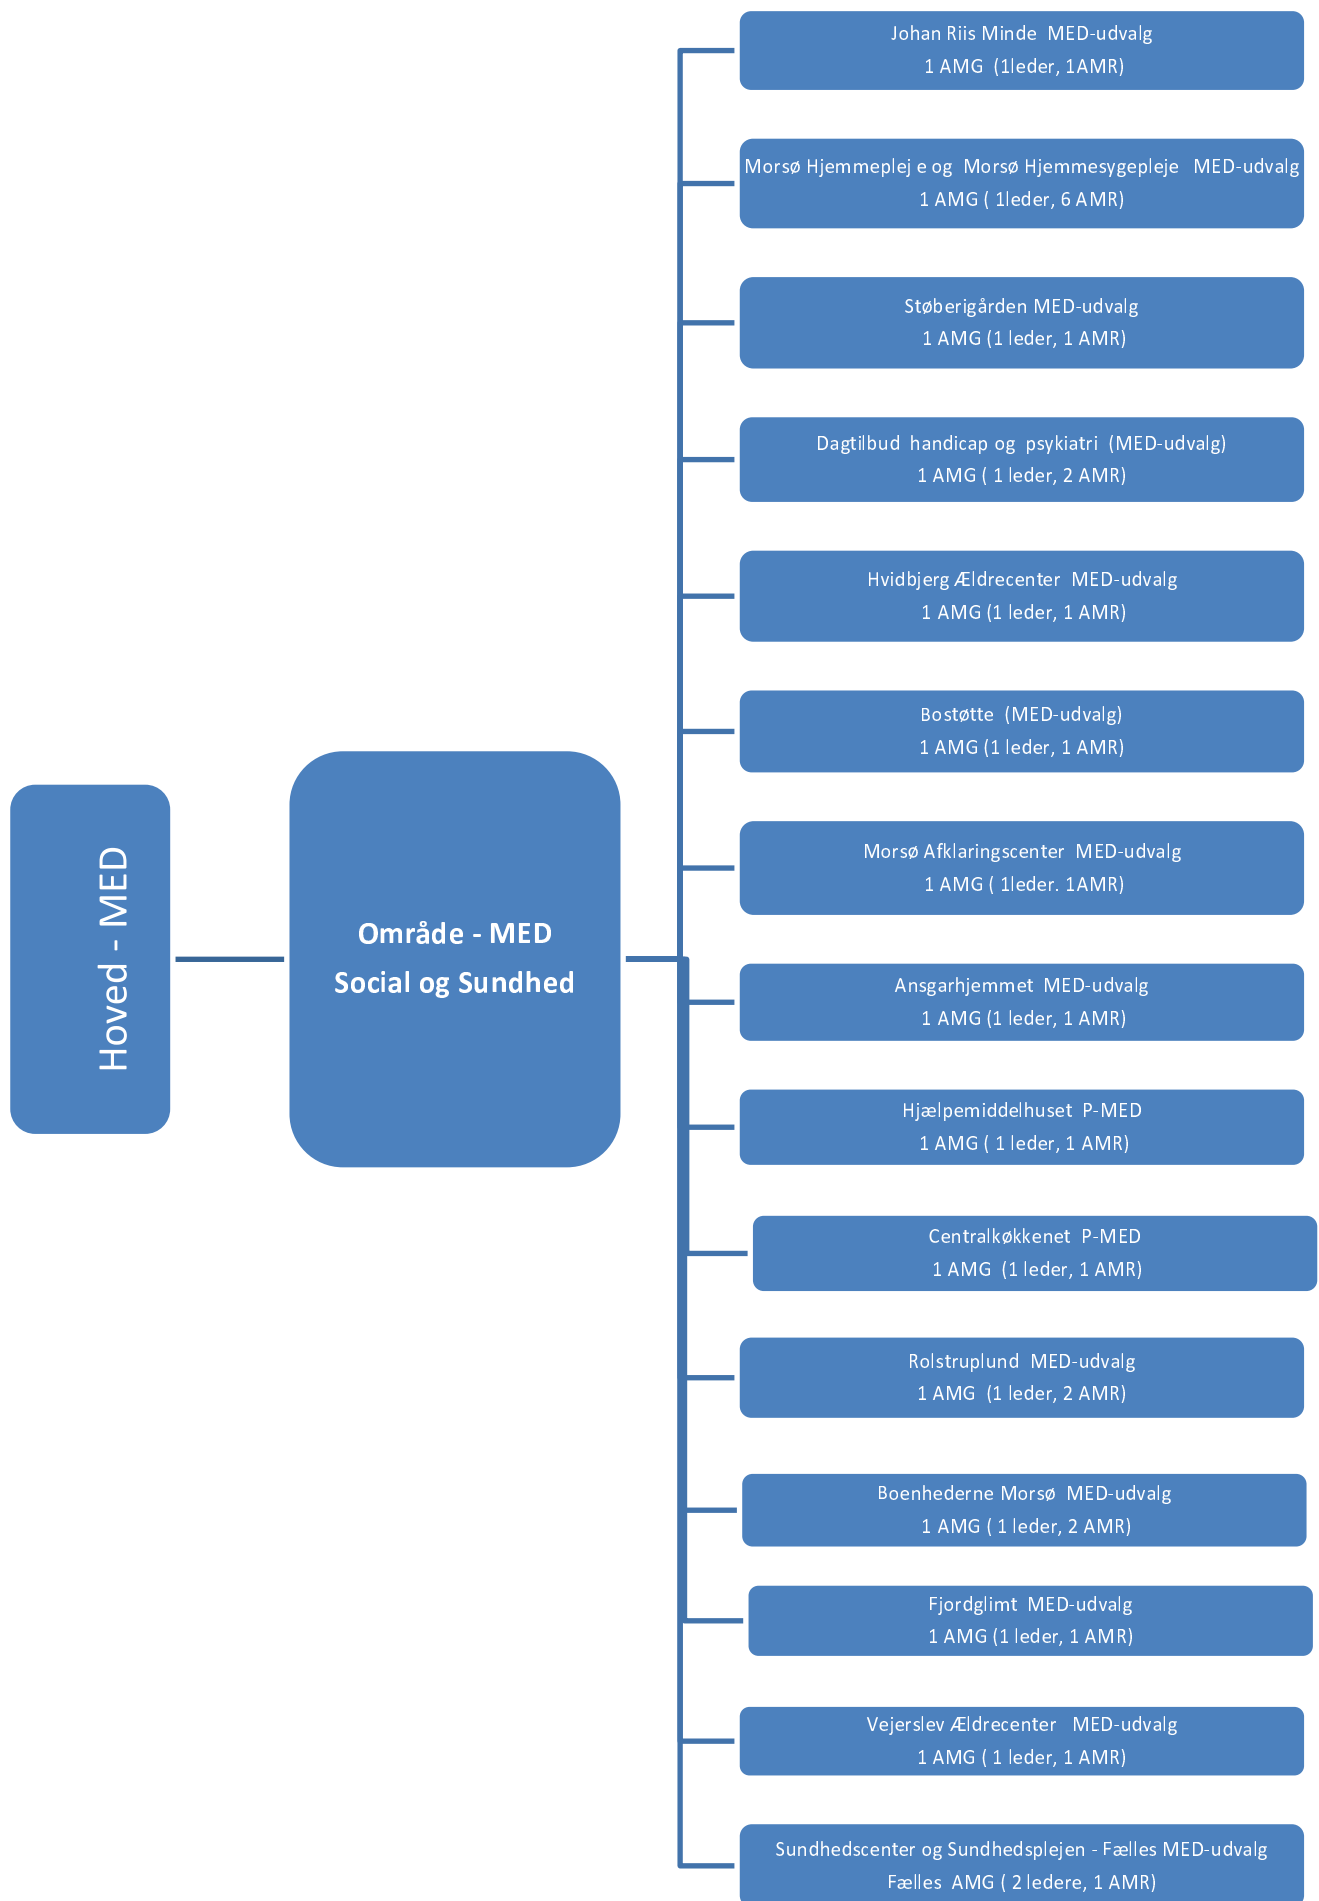 Hoved - MED
Område - MED
Social og Sundhed
Johan Riis Minde MED-udvalg
1 AMG (1leder, 1AMR)
Morsø Hjemmeplej e og Morsø Hjemmesygepleje MED-udvalg
1 AMG ( 1leder, 6 AMR)
Støberigården MED-udvalg
1 AMG (1 leder, 1 AMR)
Dagtilbud handicap og psykiatri (MED-udvalg)
1 AMG ( 1 leder, 2 AMR)
Hvidbjerg Ældrecenter MED-udvalg
1 AMG (1 leder, 1 AMR)
Bostøtte (MED-udvalg)
1 AMG (1 leder, 1 AMR)
Morsø Afklaringscenter MED-udvalg
1 AMG ( 1leder. 1AMR)
Ansgarhjemmet MED-udvalg
1 AMG (1 leder, 1 AMR)
Hjælpemiddelhuset P-MED
1 AMG ( 1 leder, 1 AMR)
Centralkøkkenet P-MED
1 AMG (1 leder, 1 AMR)
Rolstruplund MED-udvalg
1 AMG (1 leder, 2 AMR)
Boenhederne Morsø MED-udvalg
1 AMG ( 1 leder, 2 AMR)
Fjordglimt MED-udvalg
1 AMG (1 leder, 1 AMR)
Vejerslev Ældrecenter MED-udvalg
1 AMG ( 1 leder, 1 AMR)
Sundhedscenter og Sundhedsplejen - Fælles MED-udvalg
Fælles AMG ( 2 ledere, 1 AMR)